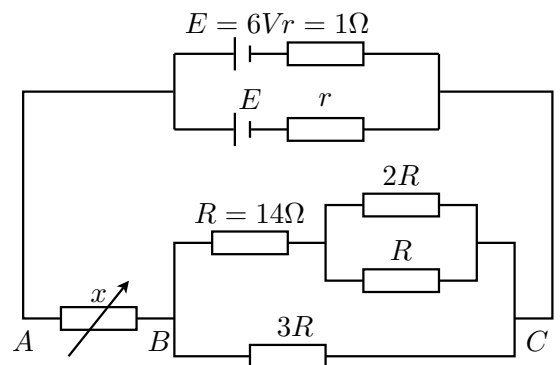 E = 6V r = 1Ω
E r
2R
R = 14Ω
R
x
A B C
3R